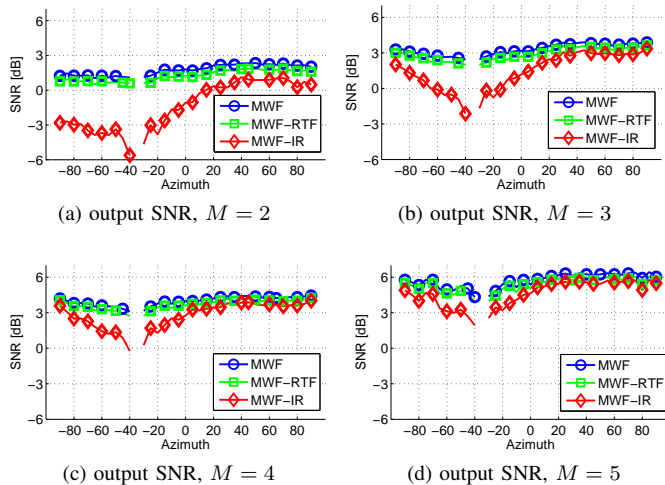 6
3
0
−3
−6
SNR [dB]
−80 −60 −40 −20 0 20 40 60 80
Azimuth
MWF
MWF-RTF
MWF-IR
(a) output SNR, M = 2
6
3
0
−3
−6
SNR [dB]
−80 −60 −40 −20 0 20 40 60 80
Azimuth
MWF
MWF-RTF
MWF-IR
(b) output SNR, M = 3
6
3
0
−3
−6
SNR [dB]
−80 −60 −40 −20 0 20 40 60 80
Azimuth
MWF
MWF-RTF
MWF-IR
(c) output SNR, M = 4
6
3
0
−3
−6
SNR [dB]
−80 −60 −40 −20 0 20 40 60 80
Azimuth
MWF
MWF-RTF
MWF-IR
(d) output SNR, M = 5